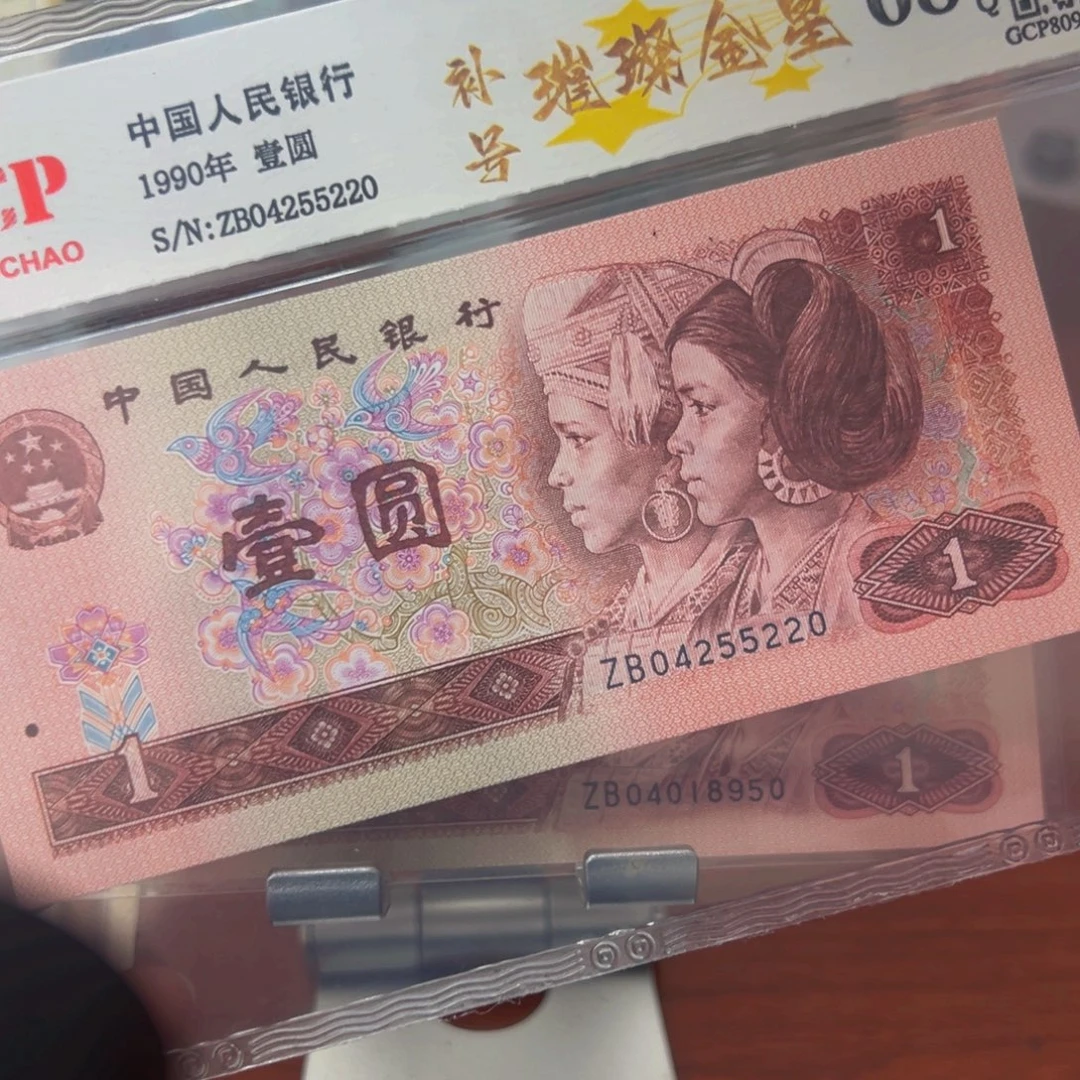 中国人民银行
1990年 壹圆
S/N:ZB04255220
CHAO
补号
璀璨金星
GCP809
中国人民银行
壹圆
1
1
1
ZB04255220
ZB04018950
1